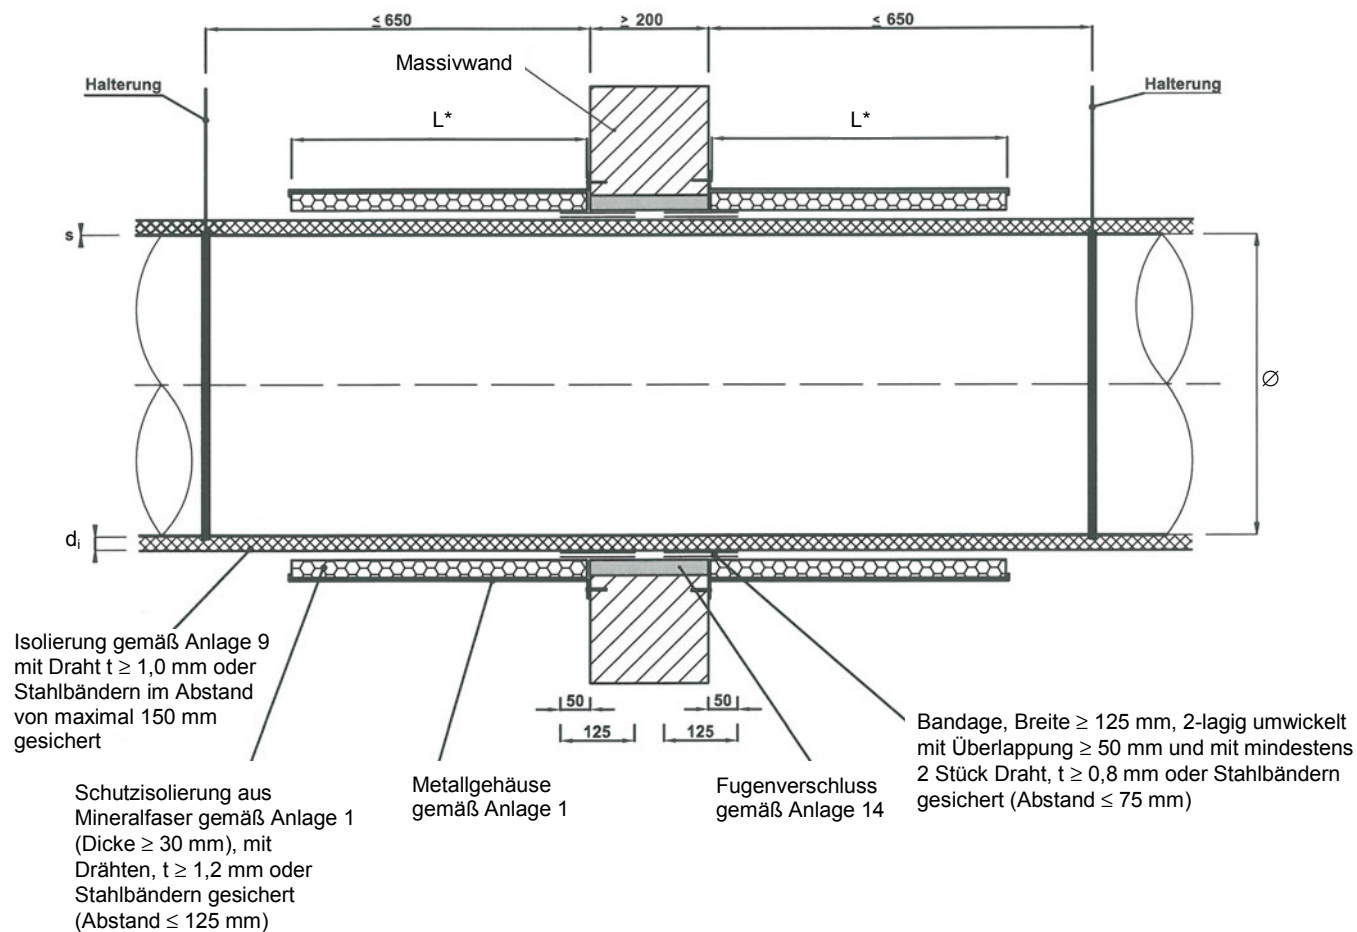 ≤ 650
≥ 200
≤ 650
Massivwand
Halterung
Halterung
L*
L*
s
∅
dᵢ
Isolierung gemäß Anlage 9
mit Draht t ≥ 1,0 mm oder
Stahlbändern im Abstand
von maximal 150 mm
gesichert
50
50
125
125
Bandage, Breite ≥ 125 mm, 2-lagig umwickelt
mit Überlappung ≥ 50 mm und mit mindestens
2 Stück Draht, t ≥ 0,8 mm oder Stahlbändern
gesichert (Abstand ≤ 75 mm)
Schutzisolierung aus
Mineralfaser gemäß Anlage 1
(Dicke ≥ 30 mm), mit
Drähten, t ≥ 1,2 mm oder
Stahlbändern gesichert
(Abstand ≤ 125 mm)
Metallgehäuse
gemäß Anlage 1
Fugenverschluss
gemäß Anlage 14